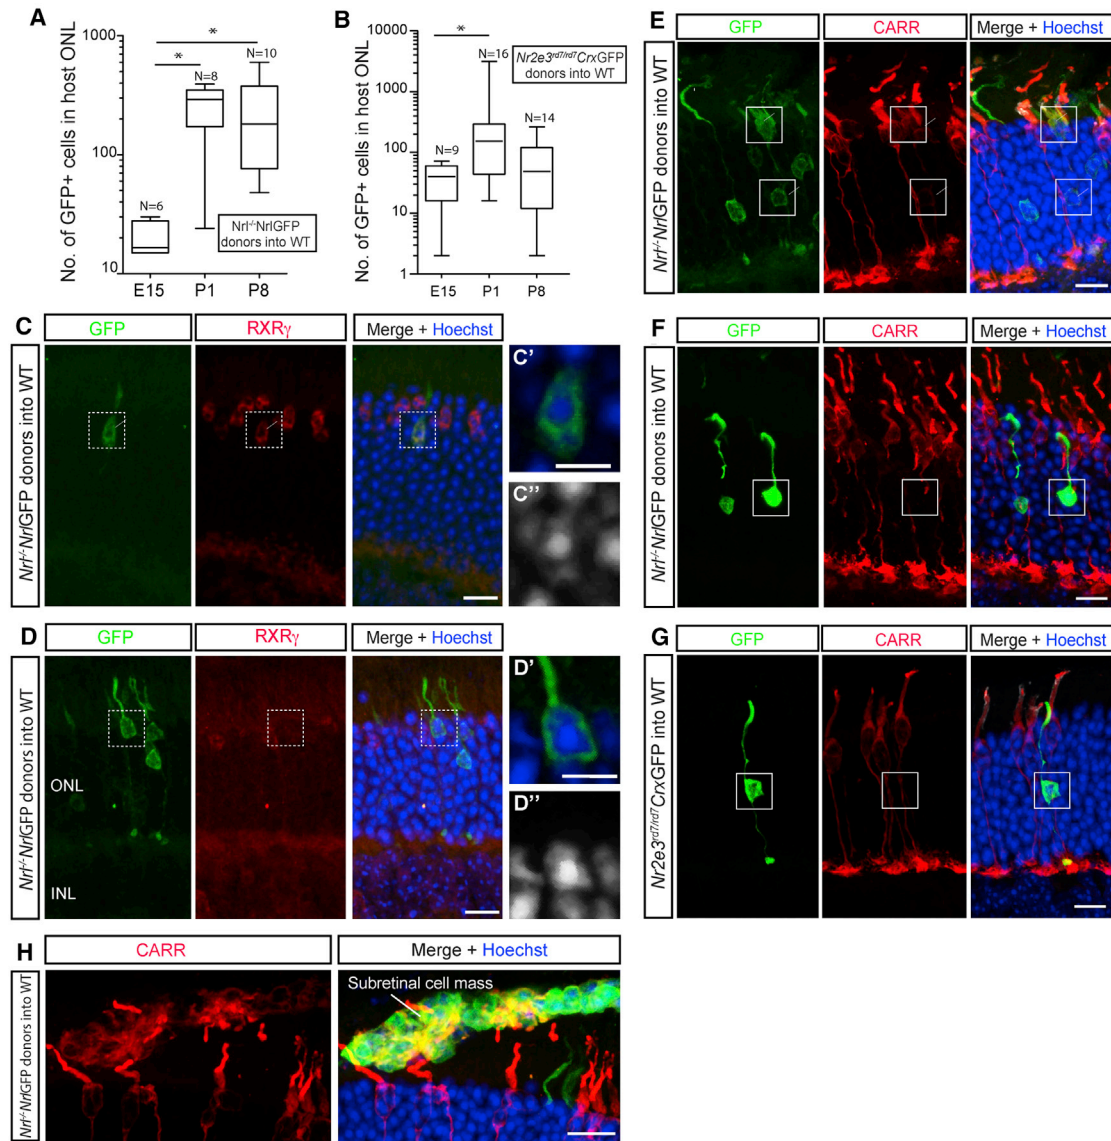 A
No. of GFP+ cells in host ONL
1000
100
10
N=6
N=8
N=10
*
*
E15
P1
P8
Nrl-/-NrlGFP
donors into WT
B
No. of GFP+ cells in host ONL
10000
1000
100
10
1
N=9
N=16
N=14
*
E15
P1
P8
Nr2e3rd7/rd7CrxGFP
donors into WT
C
Nrl-/-NrlGFP donors into WT
GFP
RXRγ
Merge + Hoechst
C'
C''
D
Nrl-/-NrlGFP donors into WT
GFP
RXRγ
Merge + Hoechst
ONL
INL
D'
D''
E
Nrl-/-NrlGFP donors into WT
GFP
CARR
Merge + Hoechst
F
Nrl-/-NrlGFP donors into WT
GFP
CARR
Merge + Hoechst
G
Nr2e3rd7/rd7CrxGFP into WT
GFP
CARR
Merge + Hoechst
H
Nrl-/-NrlGFP donors into WT
CARR
Merge + Hoechst
Subretinal cell mass